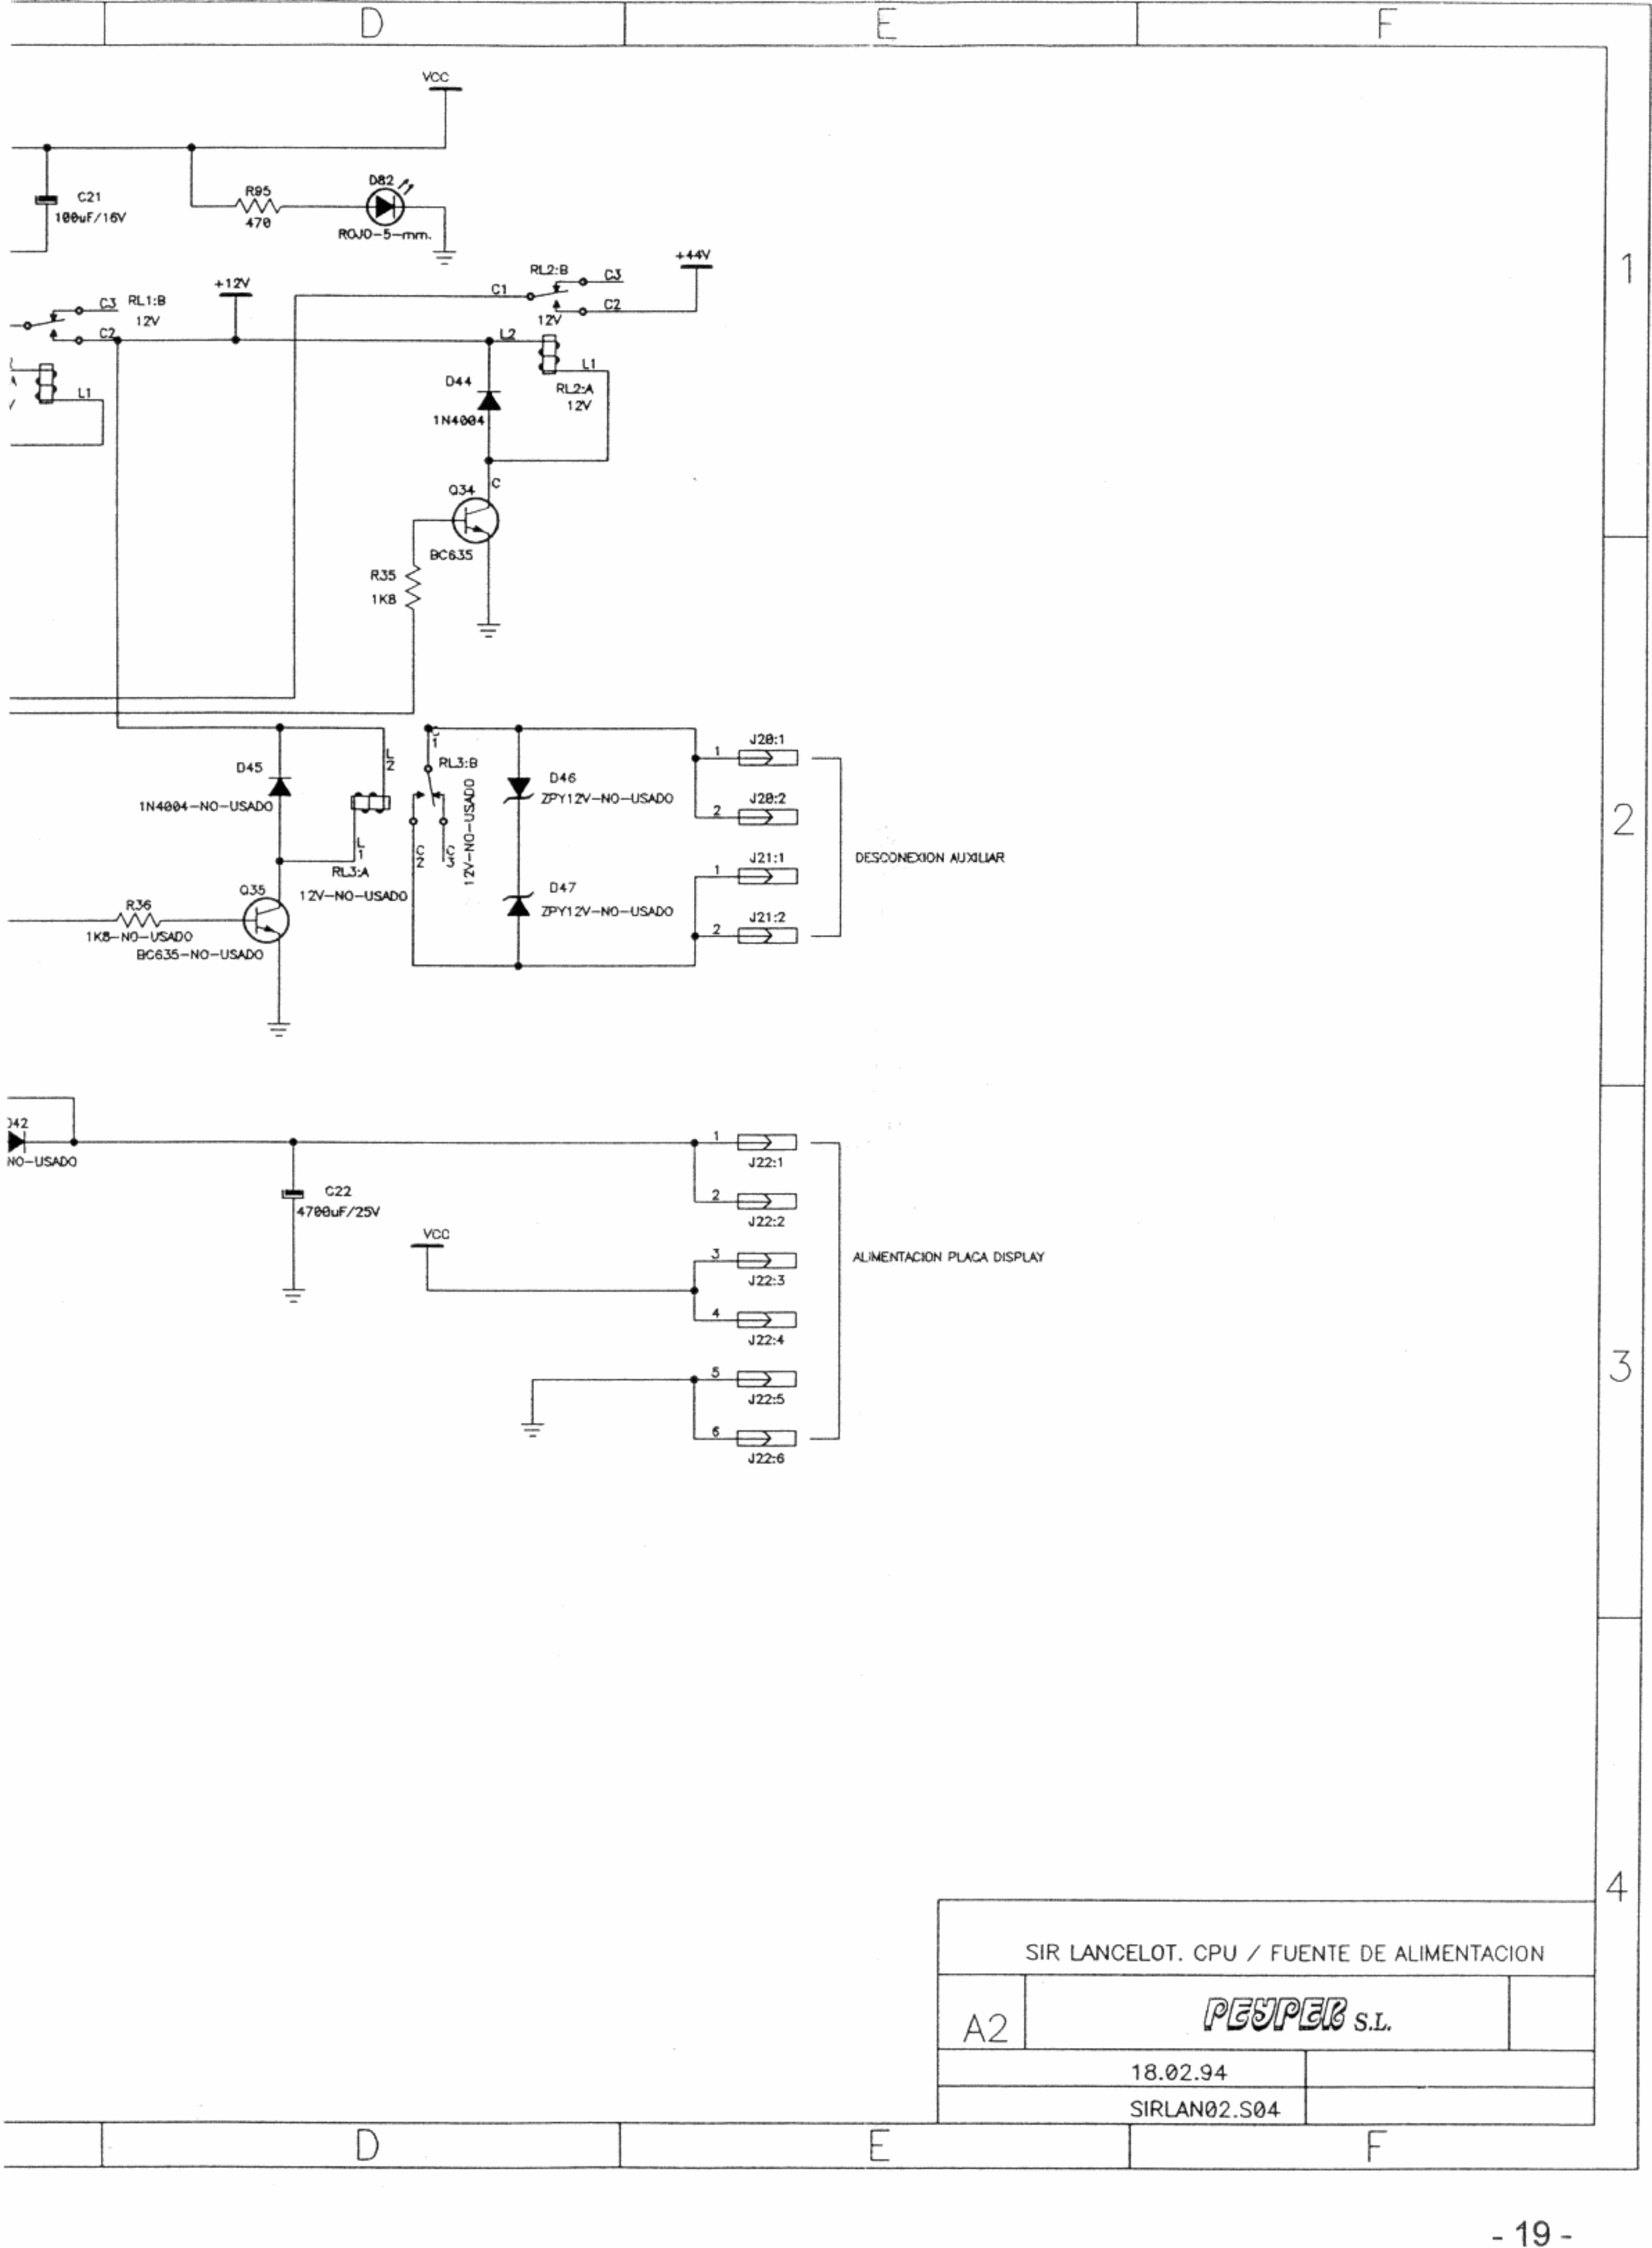 D E F
VCC
C21
100uF/16V
R95
470
D82
ROJO-5-mm.
1
+12V
RL2:B
C3
+44V
C1
C2
12V
C3 RL1:B
12V
C2
L2
L1
D44
1N4004
RL2:A
12V
L1
Q34
C
BC635
R35
1K8
2
D45
1N4004-NO-USADO
L2
L1
RL3:A
12V-NO-USADO
RL3:B
12V-NO-USADO
C2
C3
D46
ZPY12V-NO-USADO
D47
ZPY12V-NO-USADO
1 J20:1
2 J20:2
1 J21:1
2 J21:2
DESCONEXION AUXILIAR
Q35
R36
1K8-NO-USADO
BC635-NO-USADO
NO-USADO
C22
4700uF/25V
VCC
1 J22:1
2 J22:2
3 J22:3
4 J22:4
5 J22:5
6 J22:6
ALIMENTACION PLACA DISPLAY
3
4
SIR LANCELOT. CPU / FUENTE DE ALIMENTACION
A2
PEYPER S.L.
18.02.94
SIRLAN02.S04
D E F
- 19 -